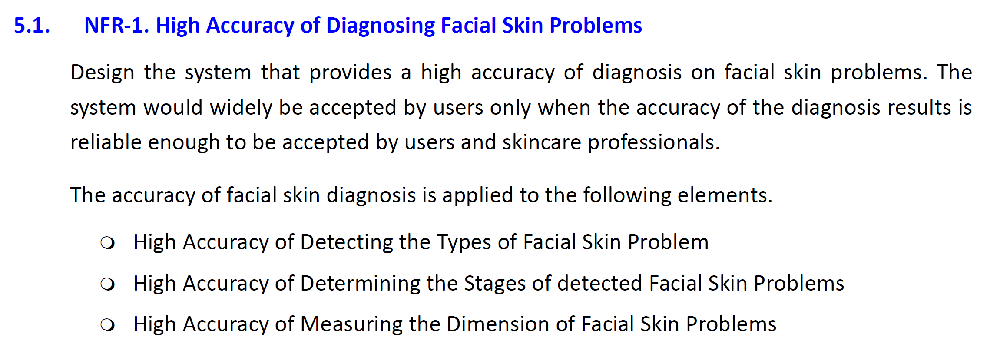 5.1. NFR-1. High Accuracy of Diagnosing Facial Skin Problems
Design the system that provides a high accuracy of diagnosis on facial skin problems. The
system would widely be accepted by users only when the accuracy of the diagnosis results is
reliable enough to be accepted by users and skincare professionals.
The accuracy of facial skin diagnosis is applied to the following elements.
❍ High Accuracy of Detecting the Types of Facial Skin Problem
❍ High Accuracy of Determining the Stages of detected Facial Skin Problems
❍ High Accuracy of Measuring the Dimension of Facial Skin Problems